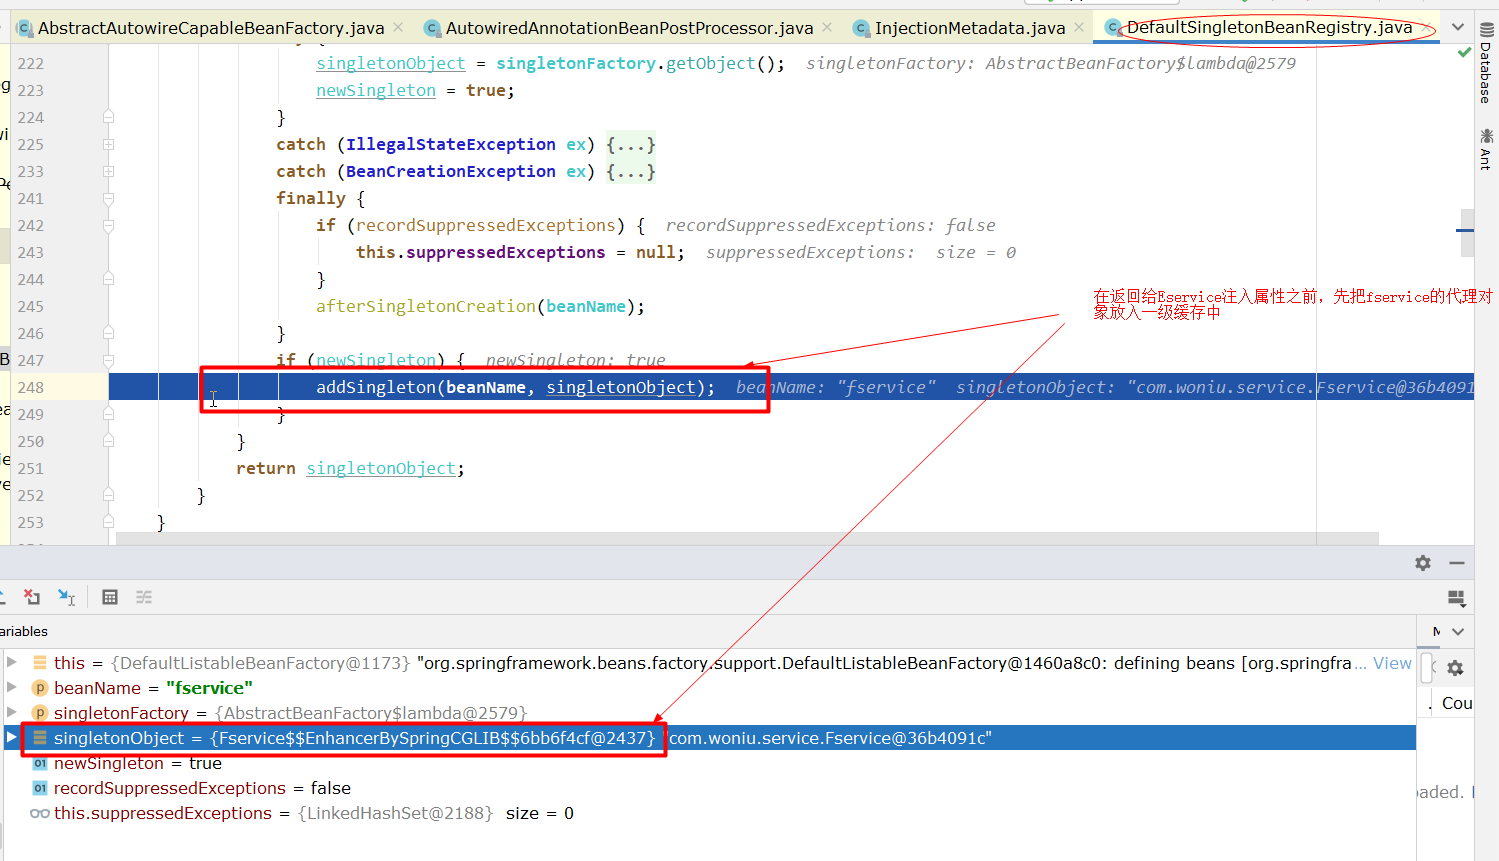 AbstractAutowireCapableBeanFactory.java
AutowiredAnnotationBeanPostProcessor.java
InjectionMetadata.java
DefaultSingletonBeanRegistry.java
222 singletonObject = singletonFactory.getObject(); singletonFactory: AbstractBeanFactory$lambda@2579
223 newSingleton = true;
224 }
225 catch (IllegalStateException ex) {...}
233 catch (BeanCreationException ex) {...}
241 finally {
242 if (recordSuppressedExceptions) { recordSuppressedExceptions: false
243 this.suppressedExceptions = null; suppressedExceptions: size = 0
244 }
245 afterSingletonCreation(beanName);
246 }
247 if (newSingleton) { newSingleton: true
248 addSingleton(beanName, singletonObject); beanName: "fservice" singletonObject: "com.woniu.service.Fservice@36b4091
249 }
250 }
251 return singletonObject;
252 }
253 }
在返回给Eservice注入属性之前，先把fservice的代理对
象放入一级缓存中
Database
Ant
ariables
this = {DefaultListableBeanFactory@1173} "org.springframework.beans.factory.support.DefaultListableBeanFactory@1460a8c0: defining beans [org.springfra... View
beanName = "fservice"
singletonFactory = {AbstractBeanFactory$lambda@2579}
singletonObject = {Fservice$$EnhancerBySpringCGLIB$$6bb6f4cf@2437} "com.woniu.service.Fservice@36b4091c"
newSingleton = true
recordSuppressedExceptions = false
this.suppressedExceptions = {LinkedHashSet@2188} size = 0
Cou
aded.